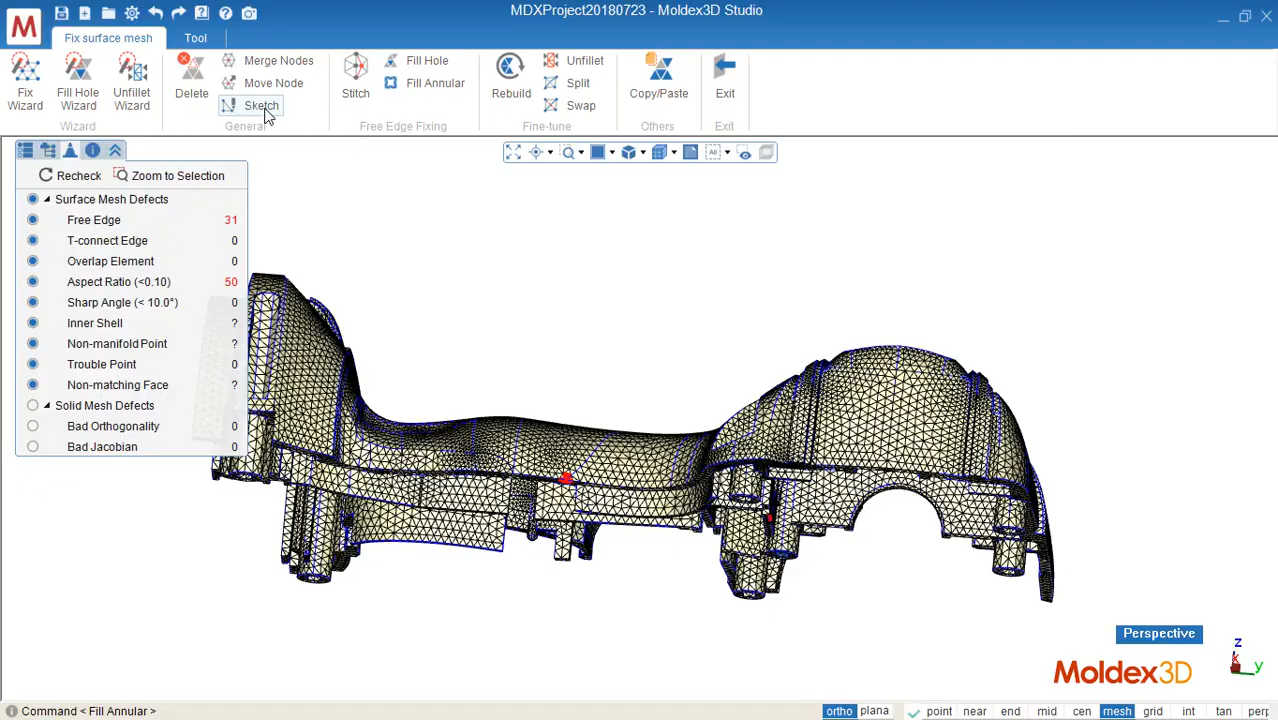 MDXProject20180723 - Moldex3D Studio
M
Fix surface mesh
Tool
Fix Wizard
Fill Hole Wizard
Unfillet Wizard
Wizard
Delete
Merge Nodes
Move Node
Sketch
General
Stitch
Fill Hole
Fill Annular
Free Edge Fixing
Rebuild
Unfillet
Split
Swap
Fine-tune
Copy/Paste
Others
Exit
Exit
Recheck
Zoom to Selection
All
Surface Mesh Defects
Free Edge 31
T-connect Edge 0
Overlap Element 0
Aspect Ratio (<0.10) 50
Sharp Angle (< 10.0°) 0
Inner Shell ?
Non-manifold Point ?
Trouble Point 0
Non-matching Face ?
Solid Mesh Defects
Bad Orthogonality 0
Bad Jacobian 0
Perspective
Moldex3D
z
x
y
Command < Fill Annular >
ortho plana point near end mid cen mesh grid int tan perp